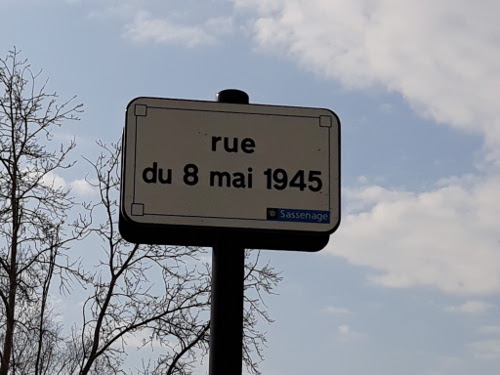 rue
du 8 mai 1945
Sassenage